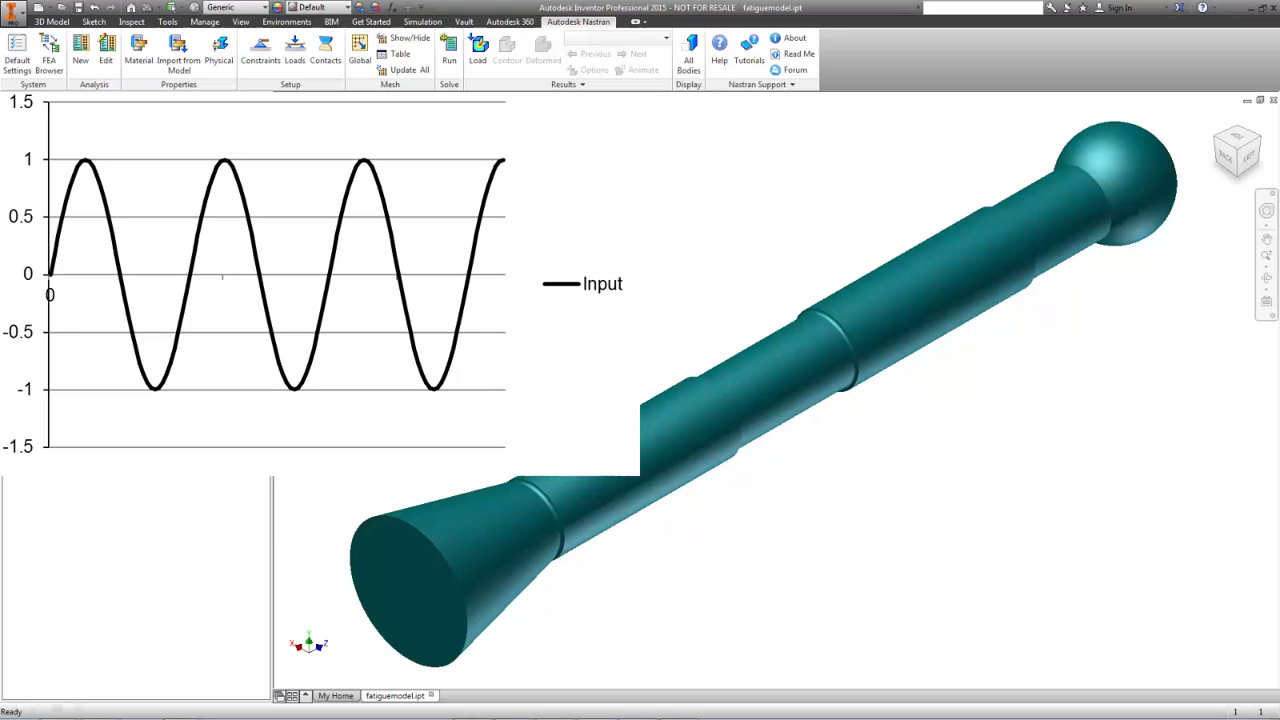 Generic
Default
Autodesk Inventor Professional 2015 - NOT FOR RESALE fatiguemodel.ipt
Sign In
PRO
3D Model
Sketch
Inspect
Tools
Manage
View
Environments
BIM
Get Started
Simulation
Vault
Autodesk 360
Autodesk Nastran
Default Settings
FEA Browser
New
Edit
Material
Import from Model
Physical
Constraints
Loads
Contacts
Global
Show/Hide
Table
Update All
Run
Load
Contour
Deformed
Previous
Next
Options
Animate
All Bodies
Help
Tutorials
About
Read Me
Forum
System
Analysis
Properties
Setup
Mesh
Solve
Results
Display
Nastran Support
1.5
1
0.5
0
-0.5
-1
-1.5
0
Input
TOP
BACK
LEFT
X
Y
Z
My Home
fatiguemodel.ipt
Ready
1
1